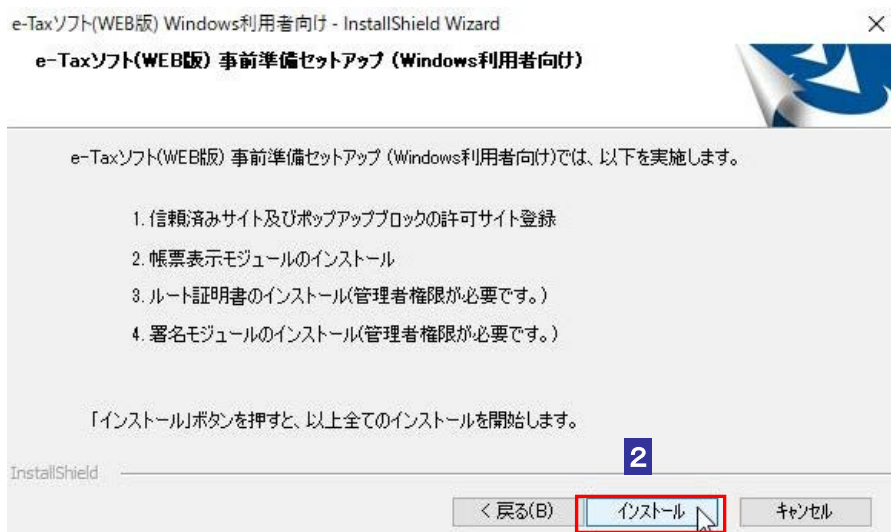 e-Taxソフト(WEB版) Windows利用者向け - InstallShield Wizard
e-Taxソフト(WEB版) 事前準備セットアップ (Windows利用者向け)
e-Taxソフト(WEB版) 事前準備セットアップ (Windows利用者向け)では、以下を実施します。
1. 信頼済みサイト及びポップアップブロックの許可サイト登録
2. 帳票表示モジュールのインストール
3. ルート証明書のインストール(管理者権限が必要です。)
4. 署名モジュールのインストール(管理者権限が必要です。)
「インストール」ボタンを押すと、以上全てのインストールを開始します。
2
InstallShield
< 戻る(B) インストール キャンセル